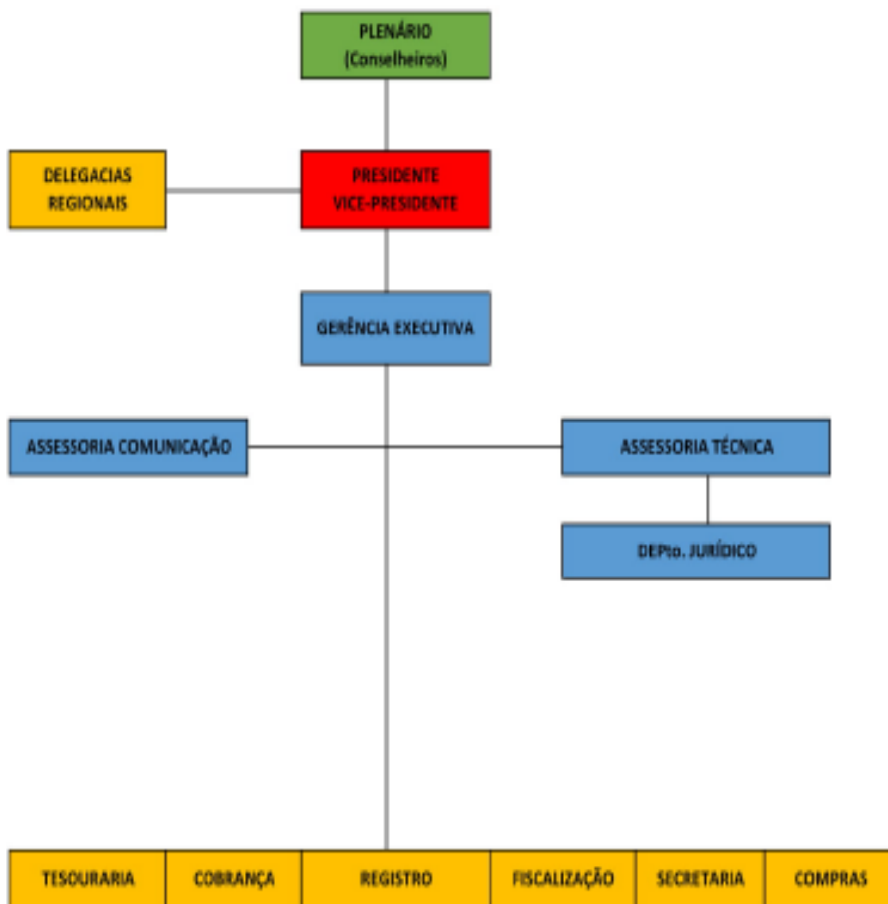 PLENÁRIO
(Conselheiros)
DELEGACIAS
REGIONAIS
PRESIDENTE
VICE-PRESIDENTE
GERÊNCIA EXECUTIVA
ASSESSORIA COMUNICAÇÃO
ASSESSORIA TÉCNICA
DEPto. JURÍDICO
TESOURARIA
COBRANÇA
REGISTRO
FISCALIZAÇÃO
SECRETARIA
COMPRAS